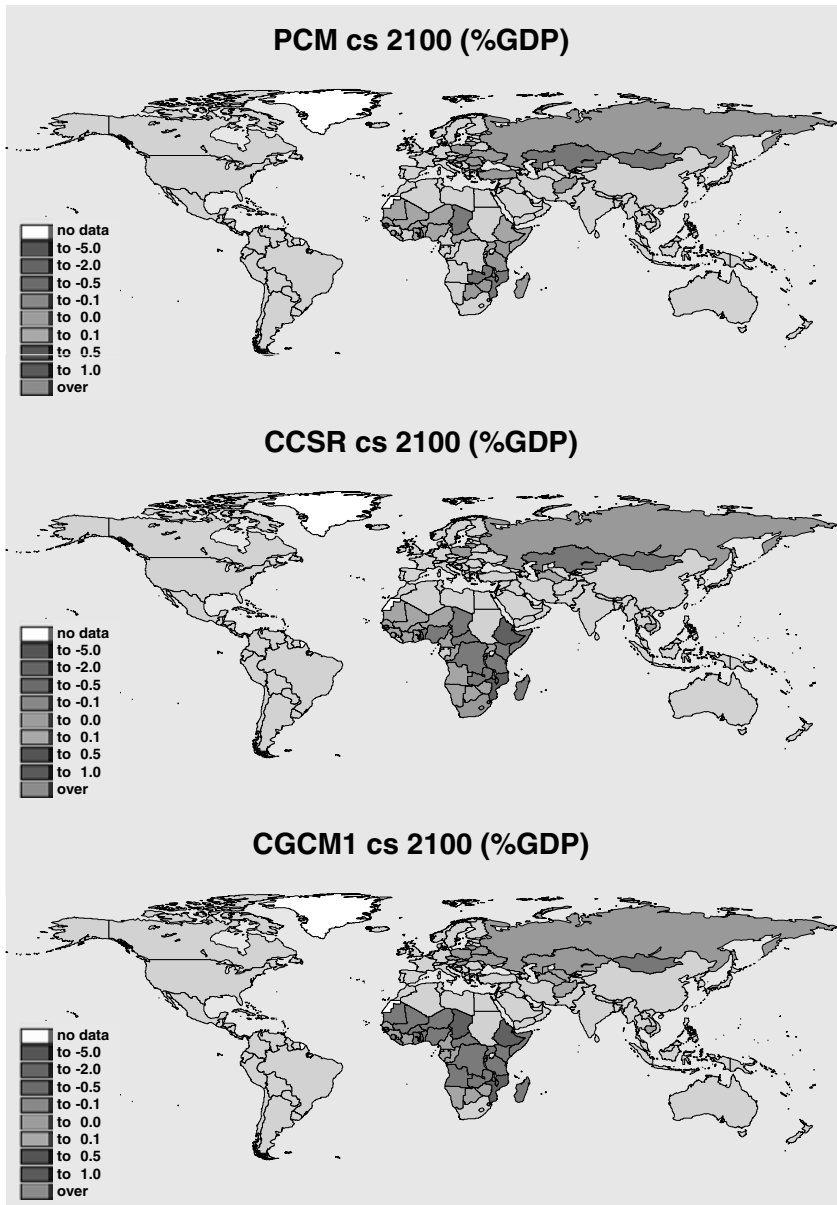 PCM cs 2100 (%GDP)
no data
to -5.0
to -2.0
to -0.5
to -0.1
to 0.0
to 0.1
to 0.5
to 1.0
over
CCSR cs 2100 (%GDP)
no data
to -5.0
to -2.0
to -0.5
to -0.1
to 0.0
to 0.1
to 0.5
to 1.0
over
CGCM1 cs 2100 (%GDP)
no data
to -5.0
to -2.0
to -0.5
to -0.1
to 0.0
to 0.1
to 0.5
to 1.0
over